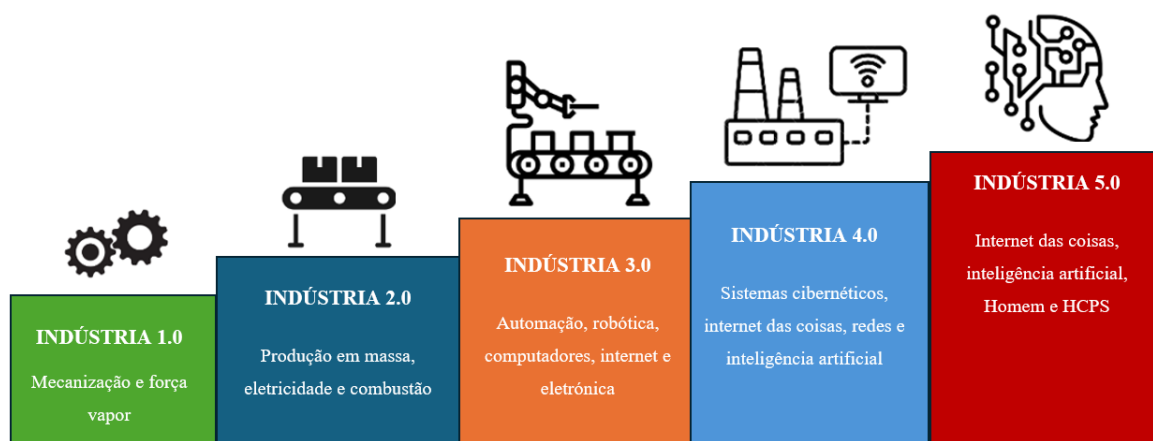 INDÚSTRIA 1.0
Mecanização e força
vapor
INDÚSTRIA 2.0
Produção em massa,
eletricidade e combustão
INDÚSTRIA 3.0
Automação, robótica,
computadores, internet e
eletrónica
INDÚSTRIA 4.0
Sistemas cibernéticos,
internet das coisas, redes e
inteligência artificial
INDÚSTRIA 5.0
Internet das coisas,
inteligência artificial,
Homem e HCPS